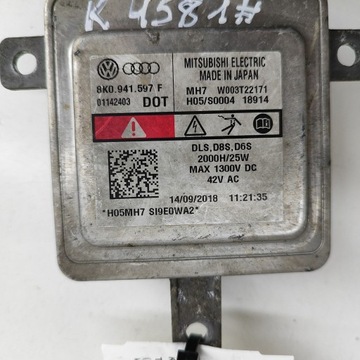 K 4581#
MITSUBISHI ELECTRIC
MADE IN JAPAN
8K0.941.597 F
MH7 W003T22171
01142403 DOT
H05/S0004 18914
DLS,D8S,D6S
2000H/25W
MAX 1300V DC
42V AC
14/09/2018 11:21:35
*H05MH7 SI9E0WA2*